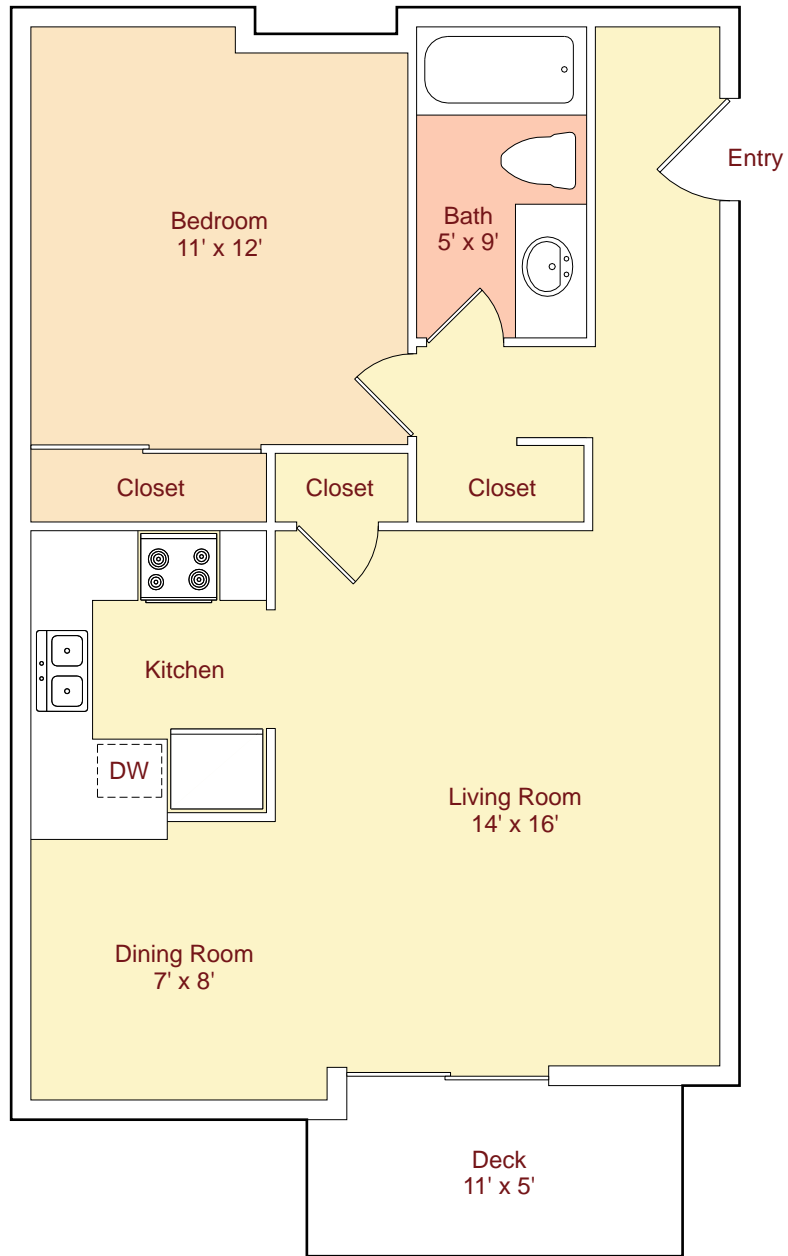 Entry
Bedroom
11' x 12'
Bath
5' x 9'
Closet
Closet
Closet
Kitchen
DW
Living Room
14' x 16'
Dining Room
7' x 8'
Deck
11' x 5'